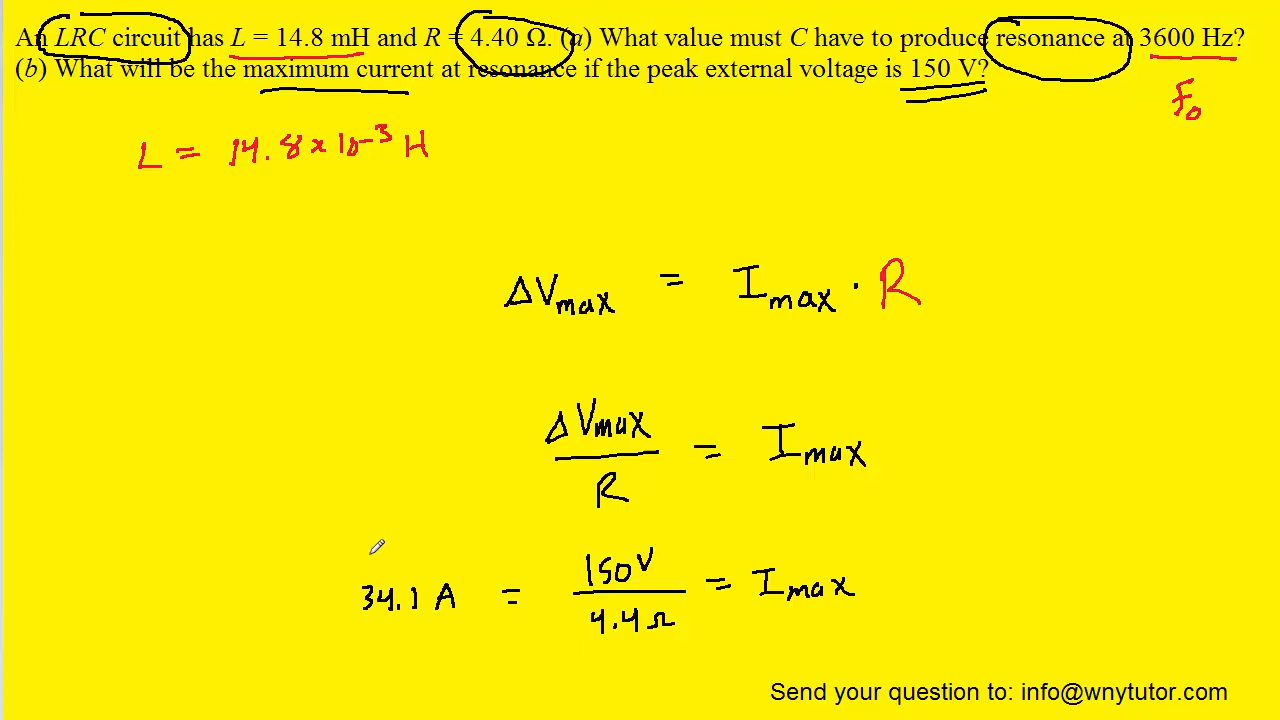 An LRC circuit has L = 14.8 mH and R = 4.40 Ω. (a) What value must C have to produce resonance at 3600 Hz?
(b) What will be the maximum current at resonance if the peak external voltage is 150 V?
F₀
L = 14.8 x 10⁻³ H
ΔVmax = Imax · R
ΔVmax / R = Imax
34.1 A = 150V / 4.4Ω = Imax
Send your question to: info@wnytutor.com